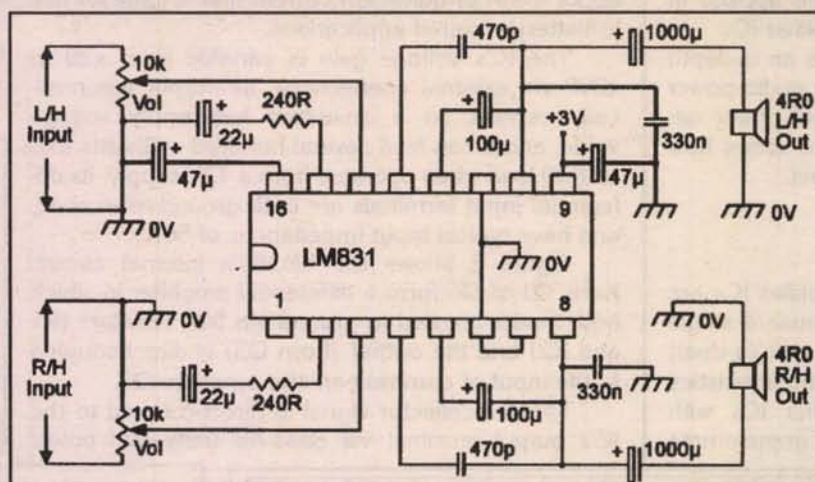 470p
1000µ
10k
Vol
L/H
Input
240R
22µ
47µ
0V
+3V
100µ
330n
47µ
4R0
L/H
Out
0V
16
9
LM831
0V
1
8
0V
0V
R/H
Input
10k
Vol
22µ
240R
100µ
330n
4R0
R/H
Out
470p
1000µ